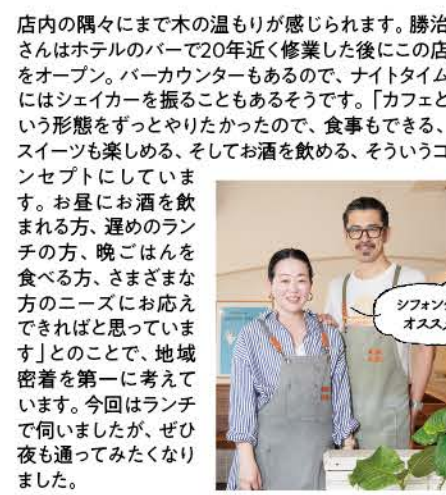 店内の隅々にまで木の温もりが感じられます。勝治
さんはホテルのバーで20年近く修業した後にこの店
をオープン。バーカウンターもあるので、ナイトタイム
にはシェイカーを振ることもあるそうです。「カフェと
いう形態をずっとやりたかったので、食事もできる、
スイーツも楽しめる、そしてお酒を飲める、そういうコ
ンセプトにしていま
す。お昼にお酒を飲
まれる方、遅めのラン
チの方、晩ごはんを
食べる方、さまざまな
方のニーズにお応え
できればと思っていま
す」とのことで、地域
密着を第一に考えて
います。今回はランチ
で伺いましたが、ぜひ
夜も通ってみたくなり
ました。
シフォン
オスス